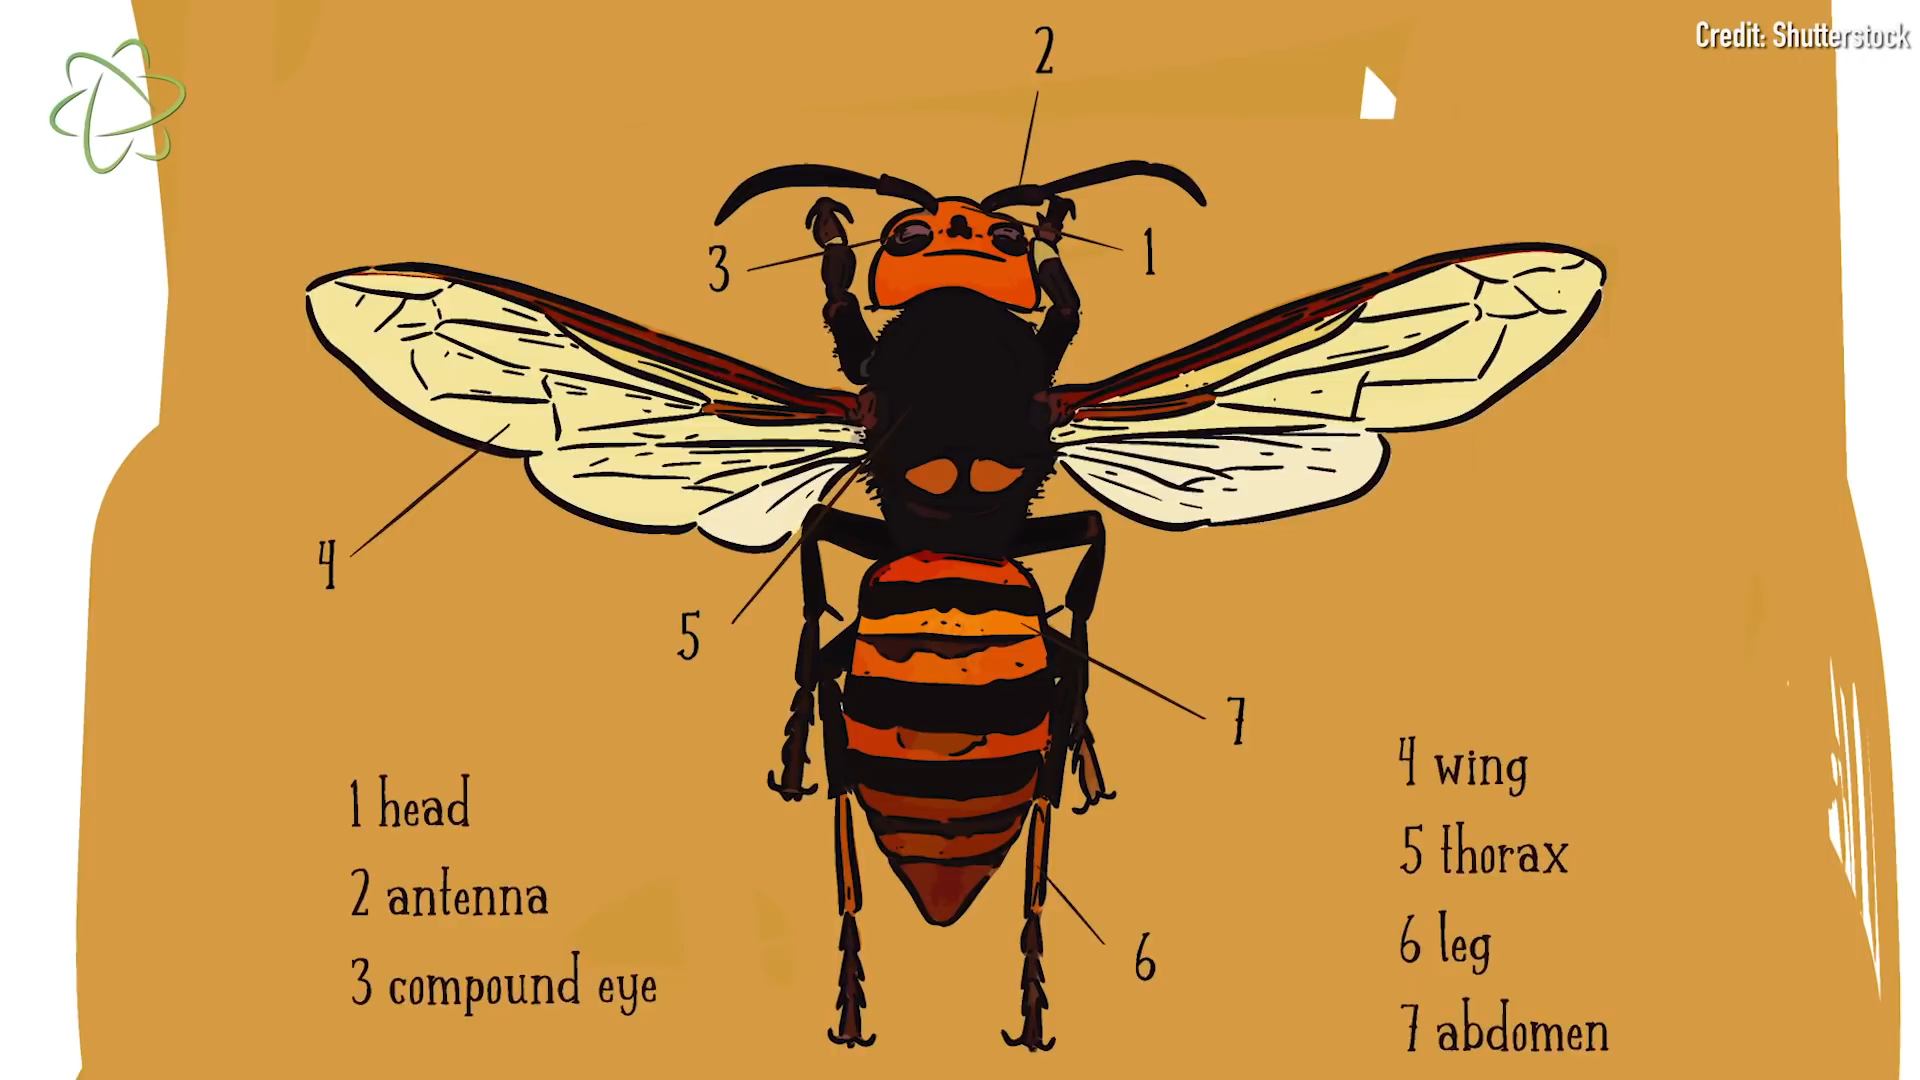 Credit: Shutterstock
2
3
1
4
5
7
6
1 head
2 antenna
3 compound eye
4 wing
5 thorax
6 leg
7 abdomen